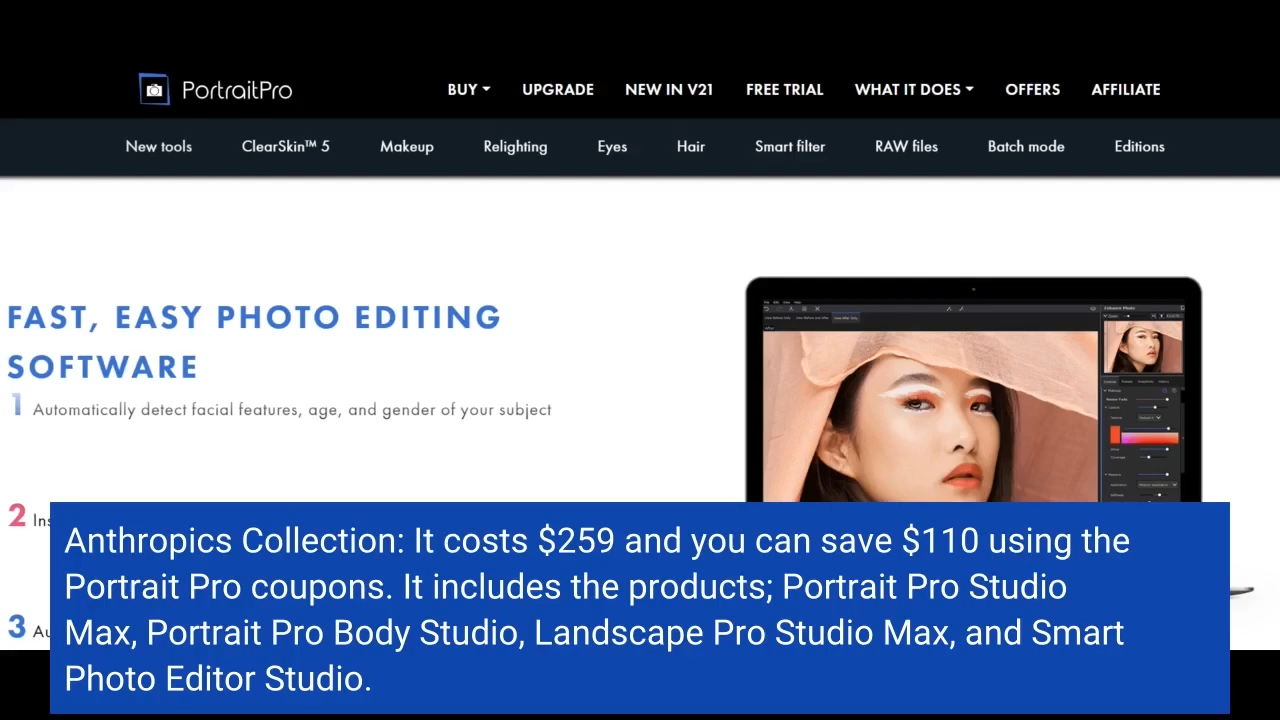 PortraitPro
BUY
UPGRADE
NEW IN V21
FREE TRIAL
WHAT IT DOES
OFFERS
AFFILIATE
New tools
ClearSkin™ 5
Makeup
Relighting
Eyes
Hair
Smart filter
RAW files
Batch mode
Editions
FAST, EASY PHOTO EDITING
SOFTWARE
1 Automatically detect facial features, age, and gender of your subject
2 Ins
3 Au
Enhance Photo
Anthropics Collection: It costs $259 and you can save $110 using the
Portrait Pro coupons. It includes the products; Portrait Pro Studio
Max, Portrait Pro Body Studio, Landscape Pro Studio Max, and Smart
Photo Editor Studio.